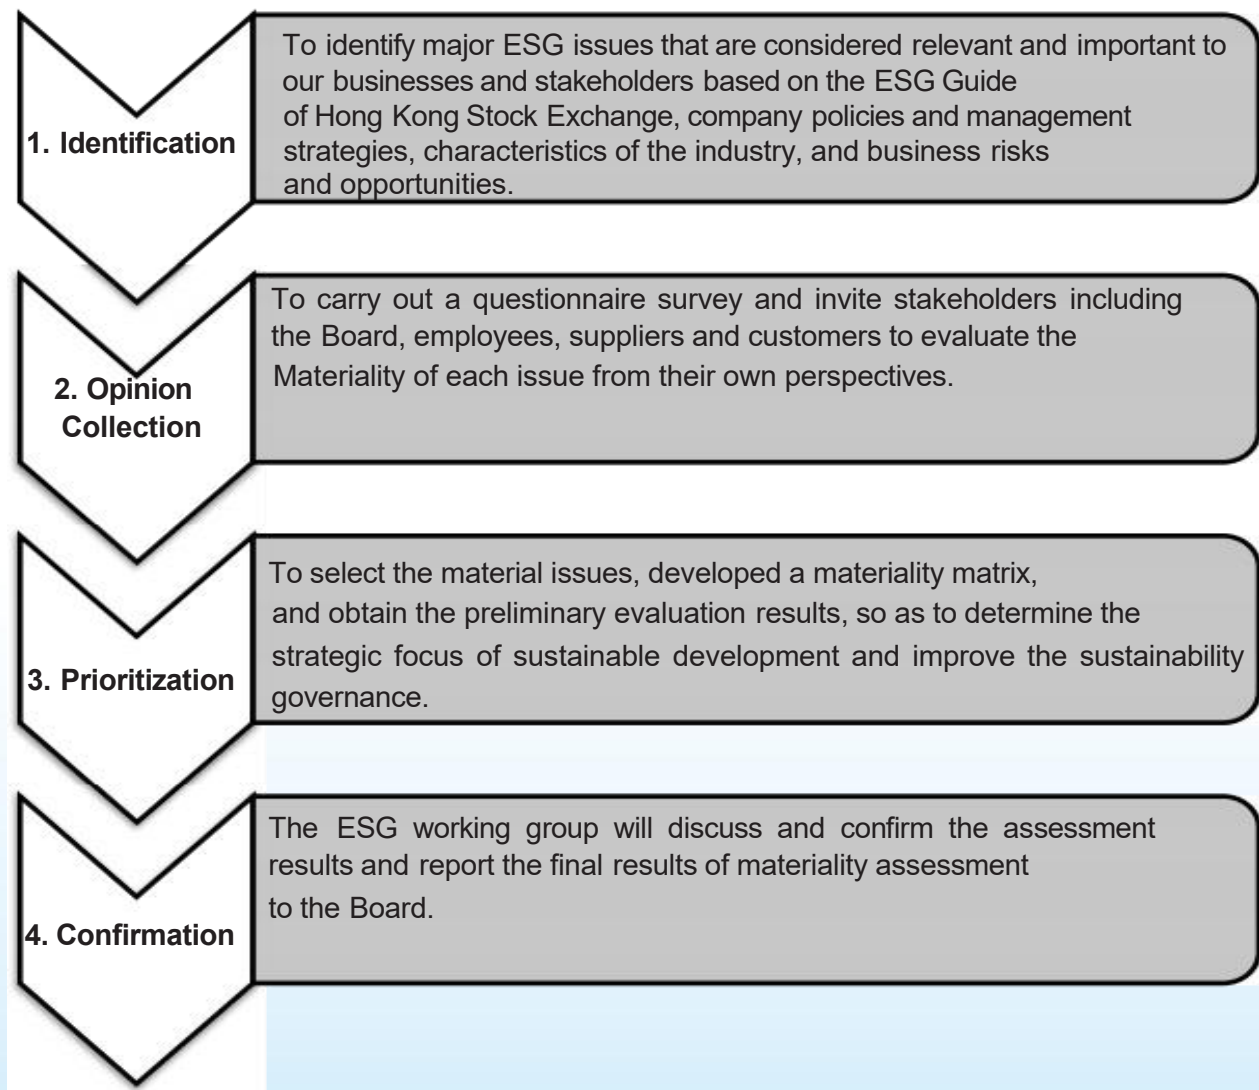 1. Identification
To identify major ESG issues that are considered relevant and important to
our businesses and stakeholders based on the ESG Guide
of Hong Kong Stock Exchange, company policies and management
strategies, characteristics of the industry, and business risks
and opportunities.
2. Opinion
Collection
To carry out a questionnaire survey and invite stakeholders including
the Board, employees, suppliers and customers to evaluate the
Materiality of each issue from their own perspectives.
3. Prioritization
To select the material issues, developed a materiality matrix,
and obtain the preliminary evaluation results, so as to determine the
strategic focus of sustainable development and improve the sustainability
governance.
4. Confirmation
The ESG working group will discuss and confirm the assessment
results and report the final results of materiality assessment
to the Board.